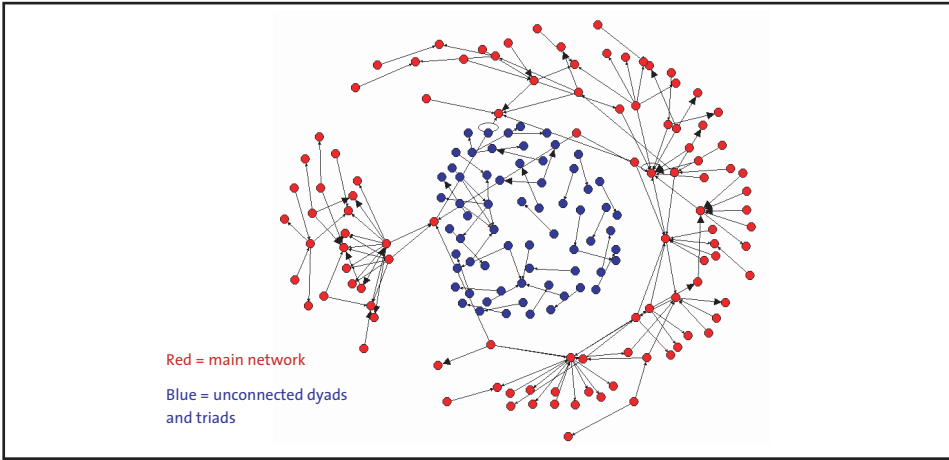 Red = main network
Blue = unconnected dyads
and triads